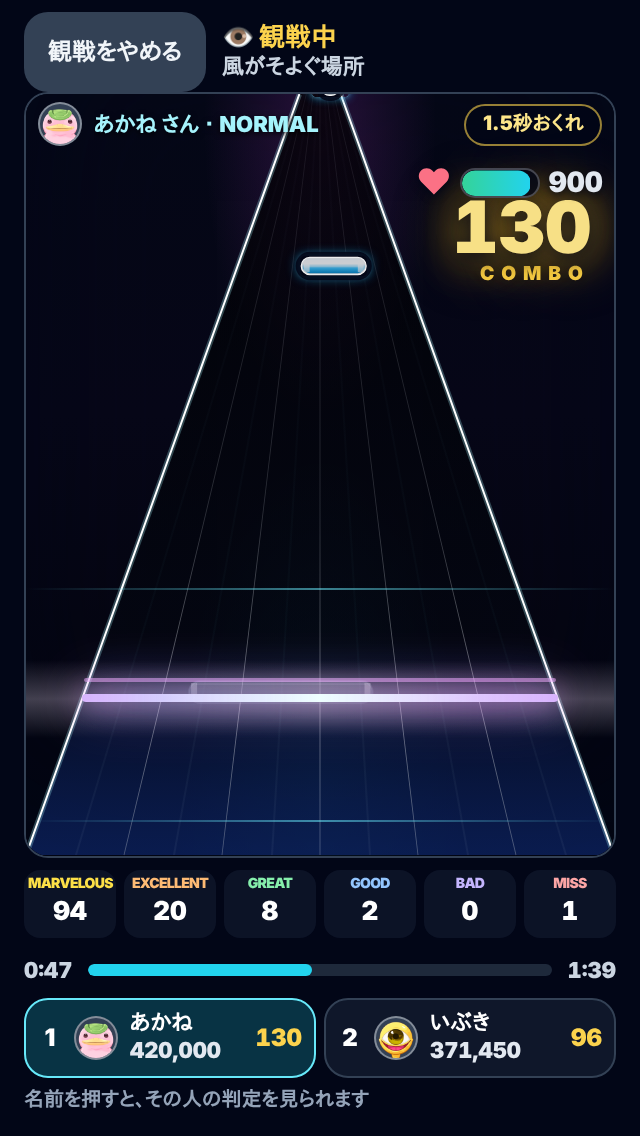 観戦をやめる
👁️ 観戦中
風がそよぐ場所
あかね さん · NORMAL
1.5秒おくれ
900
130
COMBO
MARVELOUS
94
EXCELLENT
20
GREAT
8
GOOD
2
BAD
0
MISS
1
0:47
1:39
1
あかね
420,000
130
2
いぶき
371,450
96
名前を押すと、その人の判定を見られます